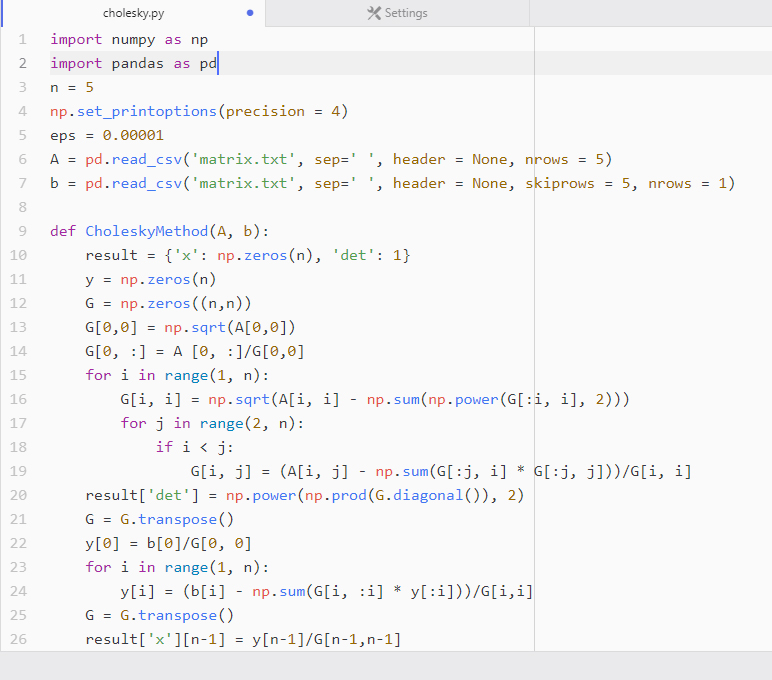 cholesky.py
Settings
1 import numpy as np
2 import pandas as pd
3 n = 5
4 np.set_printoptions(precision = 4)
5 eps = 0.00001
6 A = pd.read_csv('matrix.txt', sep=' ', header = None, nrows = 5)
7 b = pd.read_csv('matrix.txt', sep=' ', header = None, skiprows = 5, nrows = 1)
8
9 def CholeskyMethod(A, b):
10     result = {'x': np.zeros(n), 'det': 1}
11     y = np.zeros(n)
12     G = np.zeros((n,n))
13     G[0,0] = np.sqrt(A[0,0])
14     G[0, :] = A [0, :]/G[0,0]
15     for i in range(1, n):
16         G[i, i] = np.sqrt(A[i, i] - np.sum(np.power(G[:i, i], 2)))
17         for j in range(2, n):
18             if i < j:
19                 G[i, j] = (A[i, j] - np.sum(G[:j, i] * G[:j, j]))/G[i, i]
20     result['det'] = np.power(np.prod(G.diagonal()), 2)
21     G = G.transpose()
22     y[0] = b[0]/G[0, 0]
23     for i in range(1, n):
24         y[i] = (b[i] - np.sum(G[i, :i] * y[:i]))/G[i,i]
25     G = G.transpose()
26     result['x'][n-1] = y[n-1]/G[n-1,n-1]